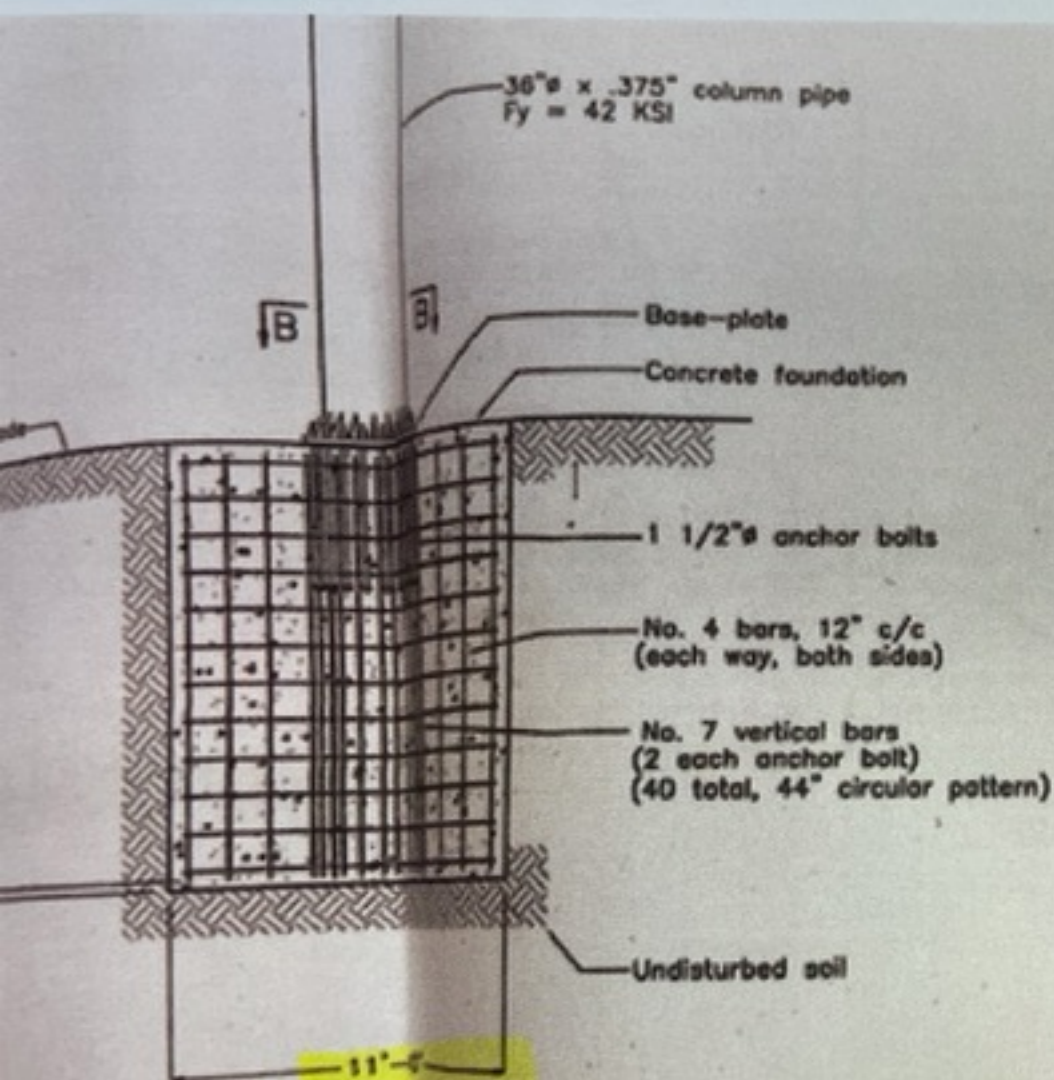 36"ø x .375" column pipe
Fy = 42 KSI
B
B
Base-plate
Concrete foundation
1 1/2"ø anchor bolts
No. 4 bars, 12" c/c
(each way, both sides)
No. 7 vertical bars
(2 each anchor bolt)
(40 total, 44" circular pattern)
Undisturbed soil